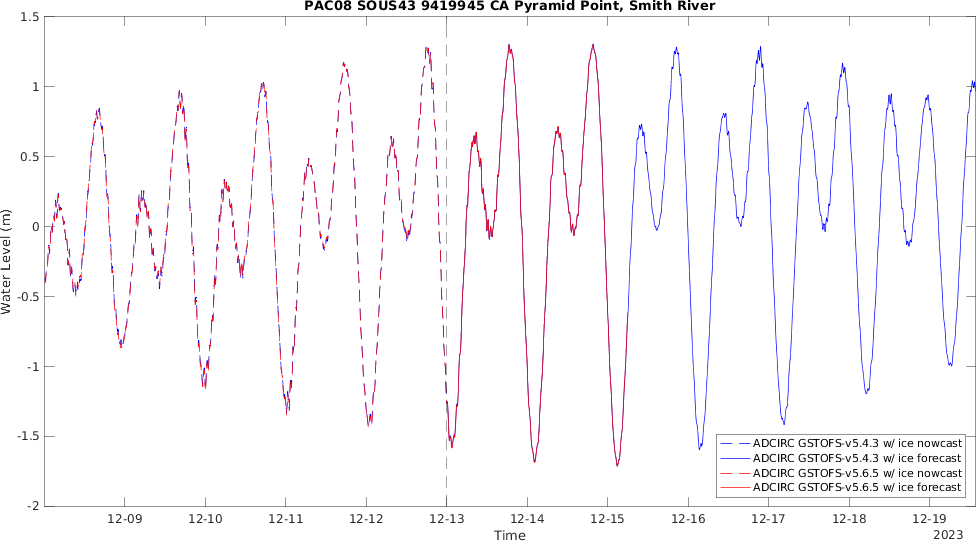 PAC08 SOUS43 9419945 CA Pyramid Point, Smith River
1.5
1
0.5
0
-0.5
-1
-1.5
-2
Water Level (m)
ADCIRC GSTOFS-v5.4.3 w/ ice nowcast
ADCIRC GSTOFS-v5.4.3 w/ ice forecast
ADCIRC GSTOFS-v5.6.5 w/ ice nowcast
ADCIRC GSTOFS-v5.6.5 w/ ice forecast
12-09 12-10 12-11 12-12 12-13 12-14 12-15 12-16 12-17 12-18 12-19
Time
2023